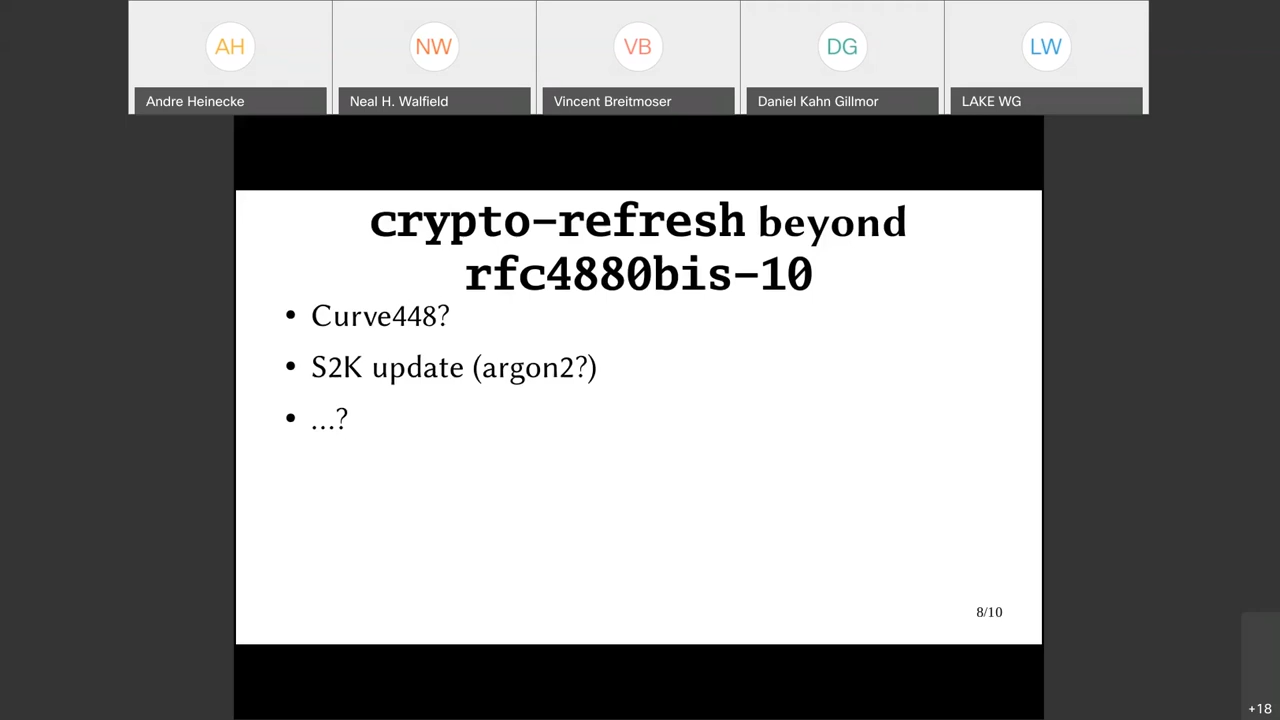 AH
NW
VB
DG
LW
Andre Heinecke
Neal H. Walfield
Vincent Breitmoser
Daniel Kahn Gillmor
LAKE WG
crypto-refresh beyond
rfc4880bis-10
• Curve448?
• S2K update (argon2?)
• ...?
8/10
+18